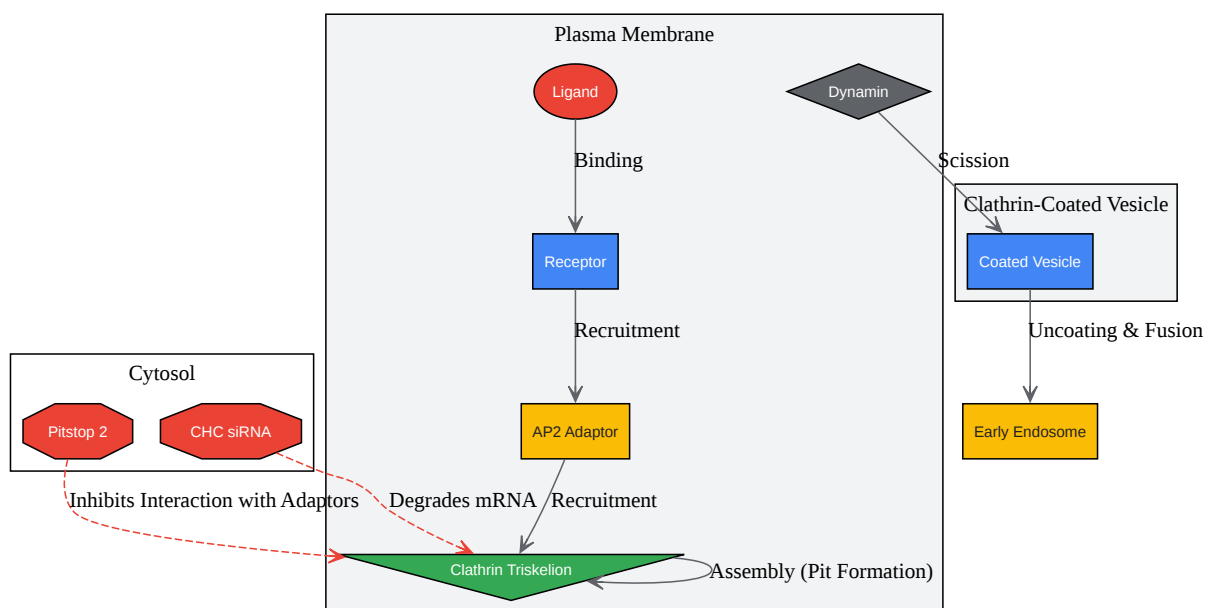 Plasma Membrane
Ligand
Dynamin
Binding
Scission
Clathrin-Coated Vesicle
Receptor
Coated Vesicle
Recruitment
Uncoating & Fusion
Cytosol
Pitstop 2
CHC siRNA
AP2 Adaptor
Early Endosome
Inhibits Interaction with Adaptors
Degrades mRNA
Recruitment
Clathrin Triskelion
Assembly (Pit Formation)